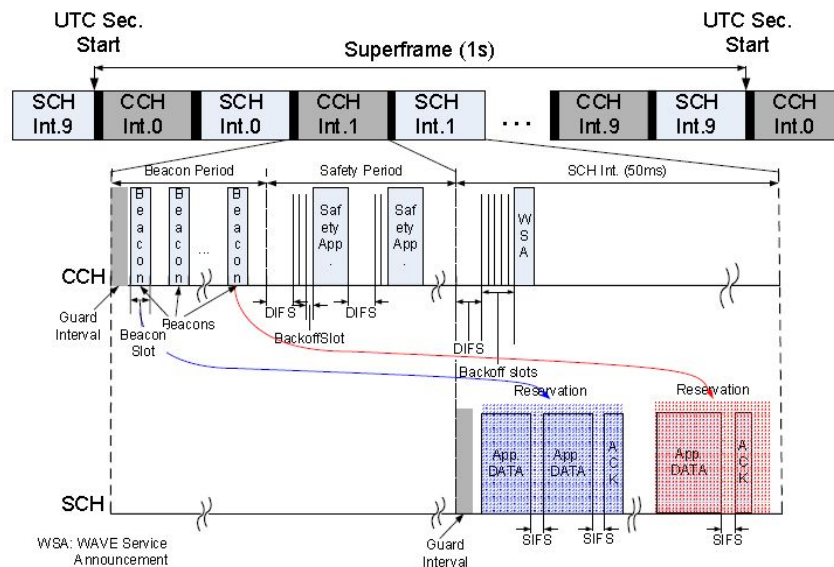 UTC Sec.
Start
UTC Sec.
Start
Superframe (1s)
SCH
Int.9
CCH
Int.0
SCH
Int.0
CCH
Int.1
SCH
Int.1
...
CCH
Int.9
SCH
Int.9
CCH
Int.0
Beacon Period
Safety Period
SCH Int. (50ms)
Beacon
Beacon
...
Beacon
Saf
ety
App
.
Saf
ety
App.
WSA
CCH
Guard
Interval
Beacon
Slot
Beacons
DIFS
BackoffSlot
DIFS
DIFS
Backoff slots
Reservation
Reservation
App.
DATA
App.
DATA
ACK
App.
DATA
ACK
SCH
SIFS
SIFS
SIFS
Guard
Interval
WSA: WAVE Service
Announcement